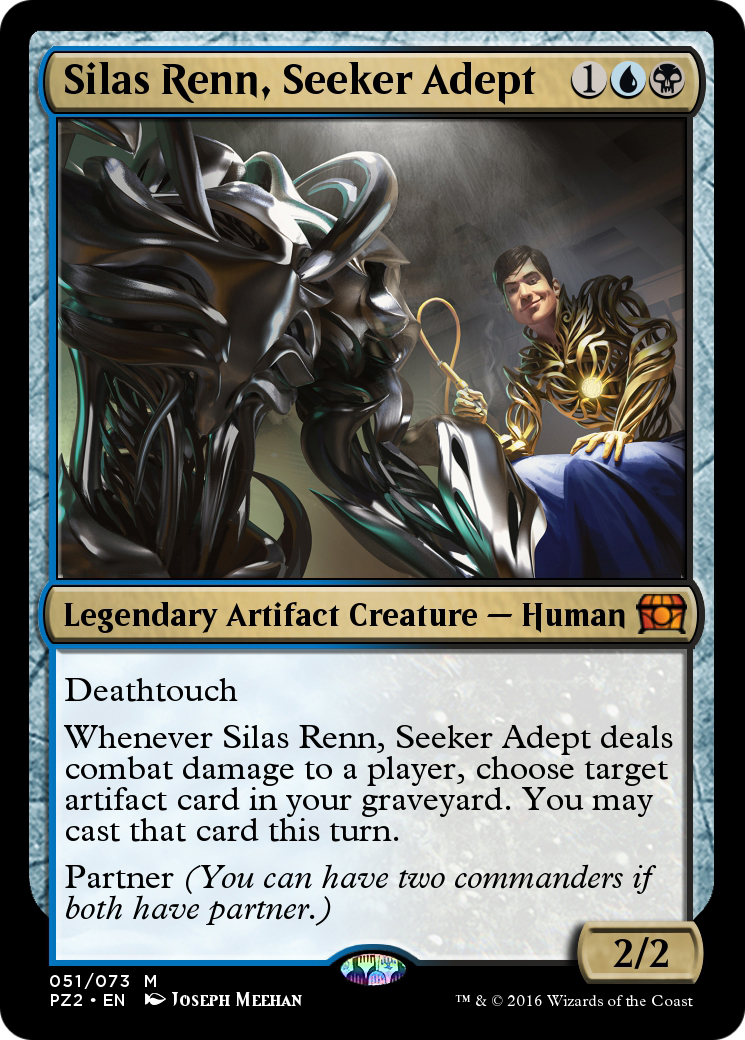 Silas Renn, Seeker Adept 1
Legendary Artifact Creature — Human
Deathtouch
Whenever Silas Renn, Seeker Adept deals
combat damage to a player, choose target
artifact card in your graveyard. You may
cast that card this turn.
Partner (You can have two commanders if
both have partner.)
2/2
051/073 M
PZ2 • EN Joseph Meehan
™ & © 2016 Wizards of the Coast